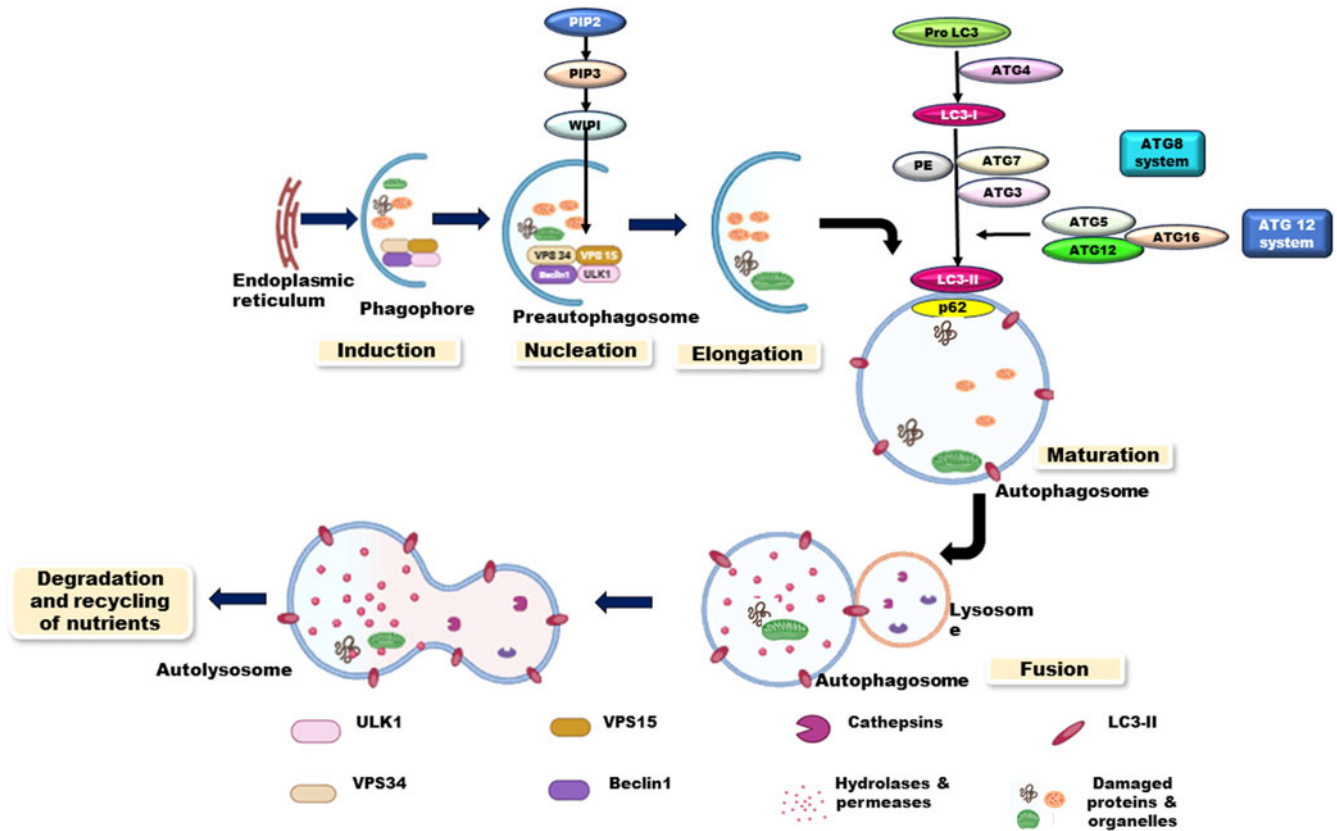 PIP2
PIP3
WIPI
Pro LC3
ATG4
LC3-I
PE
ATG7
ATG3
ATG8
system
ATG5
ATG12
ATG16
ATG 12
system
LC3-II
p62
Endoplasmic
reticulum
Phagophore
Induction
VPS 34
VPS 15
Beclin1
ULK1
Preautophagosome
Nucleation
Elongation
Maturation
Autophagosome
Degradation
and recycling
of nutrients
Autolysosome
Autophagosome
Lysosom
e
Fusion
ULK1
VPS15
Cathepsins
LC3-II
VPS34
Beclin1
Hydrolases &
permeases
Damaged
proteins &
organelles